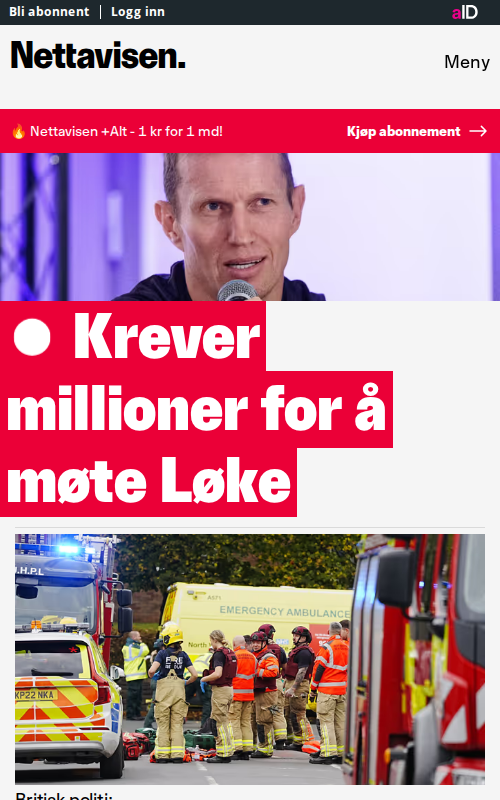 Bli abonnent | Logg inn
aID
Nettavisen.
Meny
🔥 Nettavisen +Alt - 1 kr for 1 md!
Kjøp abonnement →
Krever
millioner for å
møte Løke
EMERGENCY AMBULANCE
FIRE
KP22 NKA
Britisk politi: